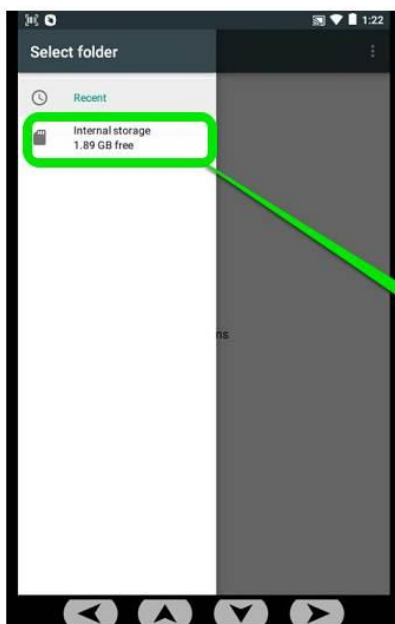 1:22
Select folder
Recent
Internal storage
1.89 GB free
ns